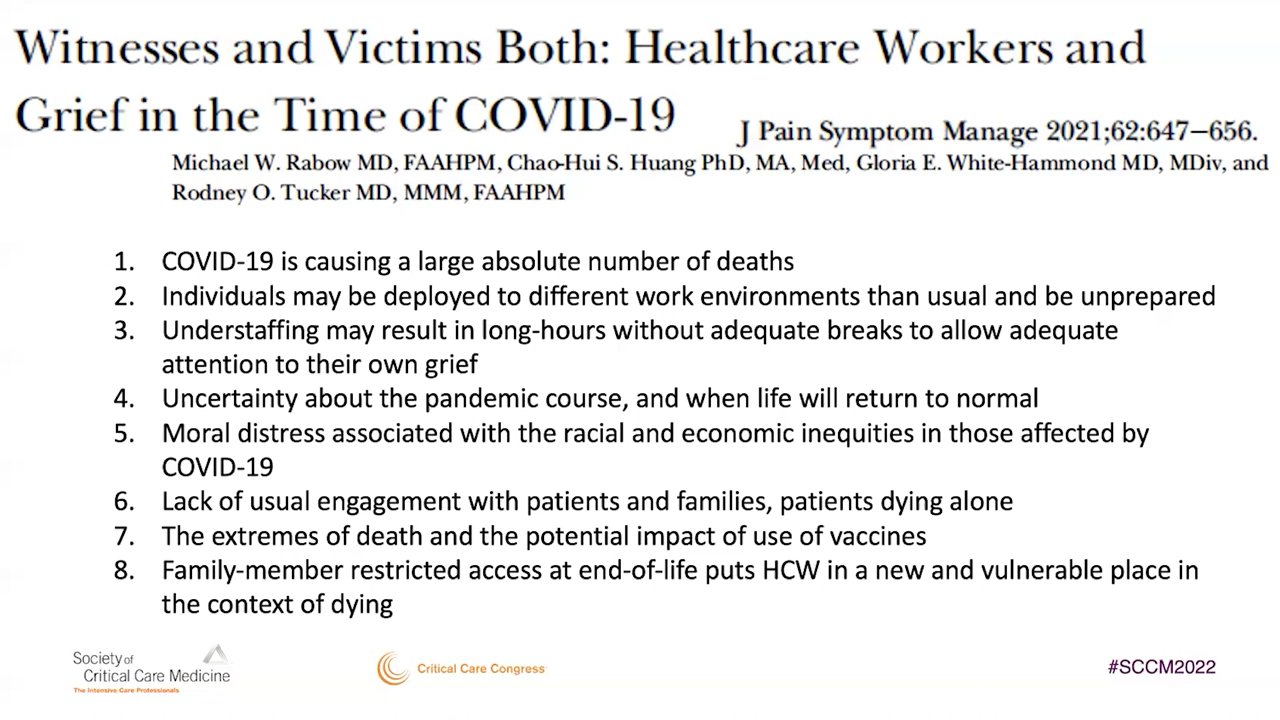 Witnesses and Victims Both: Healthcare Workers and
Grief in the Time of COVID-19
J Pain Symptom Manage 2021;62:647–656.
Michael W. Rabow MD, FAAHPM, Chao-Hui S. Huang PhD, MA, Med, Gloria E. White-Hammond MD, MDiv, and
Rodney O. Tucker MD, MMM, FAAHPM
1. COVID-19 is causing a large absolute number of deaths
2. Individuals may be deployed to different work environments than usual and be unprepared
3. Understaffing may result in long-hours without adequate breaks to allow adequate
attention to their own grief
4. Uncertainty about the pandemic course, and when life will return to normal
5. Moral distress associated with the racial and economic inequities in those affected by
COVID-19
6. Lack of usual engagement with patients and families, patients dying alone
7. The extremes of death and the potential impact of use of vaccines
8. Family-member restricted access at end-of-life puts HCW in a new and vulnerable place in
the context of dying
Society of
Critical Care Medicine
The Intensive Care Professionals
Critical Care Congress
#SCCM2022